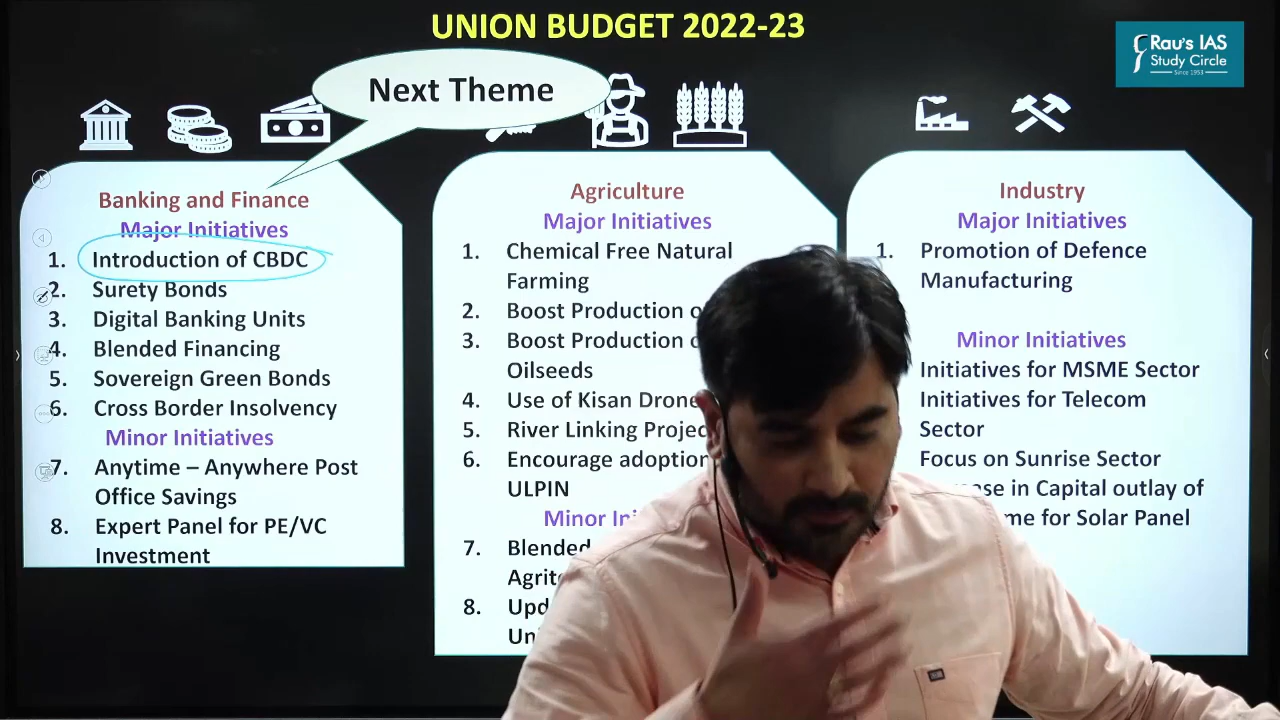 UNION BUDGET 2022-23
Rau's IAS
Study Circle
Since 1953
Next Theme
Banking and Finance
Major Initiatives
1. Introduction of CBDC
2. Surety Bonds
3. Digital Banking Units
4. Blended Financing
5. Sovereign Green Bonds
6. Cross Border Insolvency
Minor Initiatives
7. Anytime – Anywhere Post
Office Savings
8. Expert Panel for PE/VC
Investment
Agriculture
Major Initiatives
1. Chemical Free Natural
Farming
2. Boost Production
3. Boost Production
Oilseeds
4. Use of Kisan
5. River Linking
6. Encourage adoption
ULPIN
Minor
7. Blended
8.
Industry
Major Initiatives
1. Promotion of Defence
Manufacturing
Minor Initiatives
Initiatives for MSME Sector
Initiatives for Telecom
Sector
Focus on Sunrise Sector
in Capital outlay of
for Solar Panel